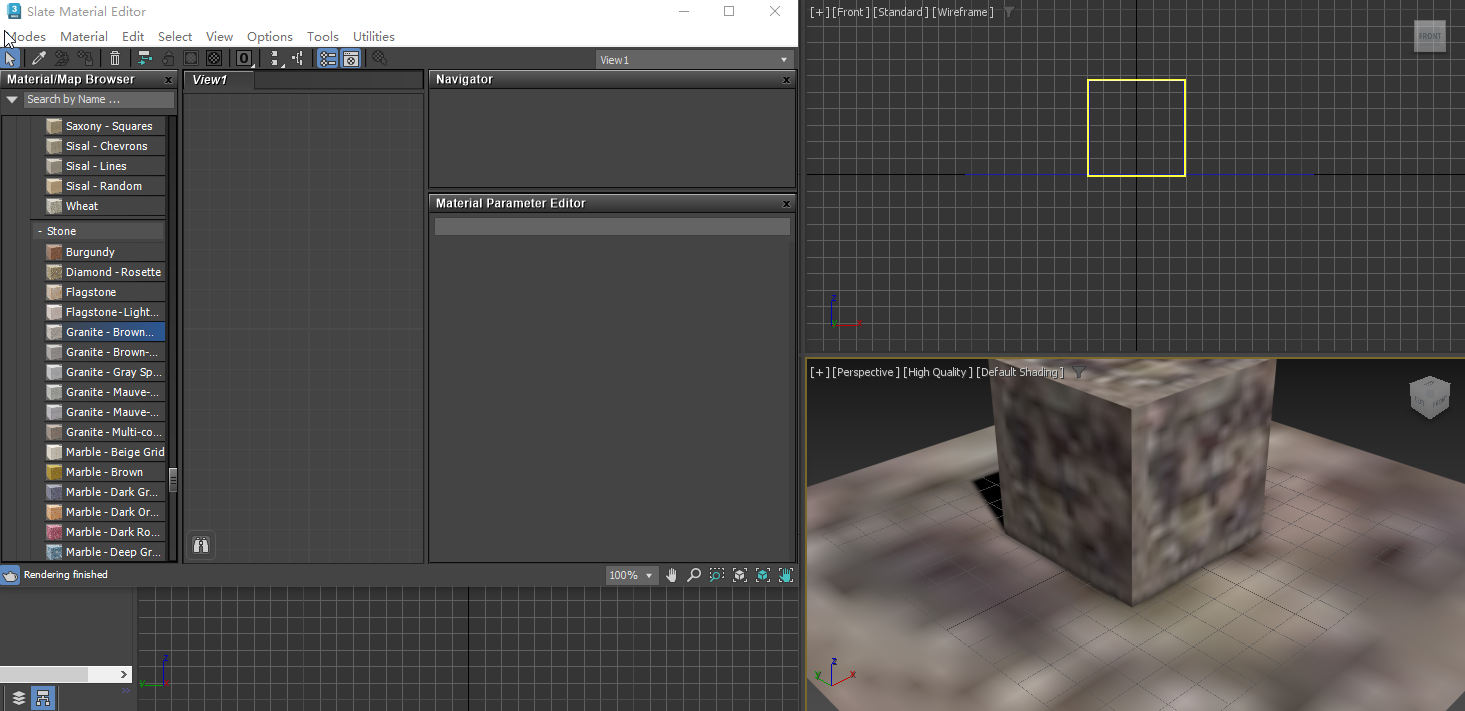 Slate Material Editor
Nodes Material Edit Select View Options Tools Utilities
0
View1
Material/Map Browser x
Search by Name ...
Saxony - Squares
Sisal - Chevrons
Sisal - Lines
Sisal - Random
Wheat
- Stone
Burgundy
Diamond - Rosette
Flagstone
Flagstone-Light...
Granite - Brown...
Granite - Brown-...
Granite - Gray Sp...
Granite - Mauve-...
Granite - Mauve-...
Granite - Multi-co...
Marble - Beige Grid
Marble - Brown
Marble - Dark Gr...
Marble - Dark Or...
Marble - Dark Ro...
Marble - Deep Gr...
View1
Navigator x
Material Parameter Editor x
Rendering finished
100%
z
y x
[+] [Front ] [Standard ] [Wireframe ]
FRONT
z
y x
[+] [Perspective ] [High Quality ] [Default Shading ]
z
y x